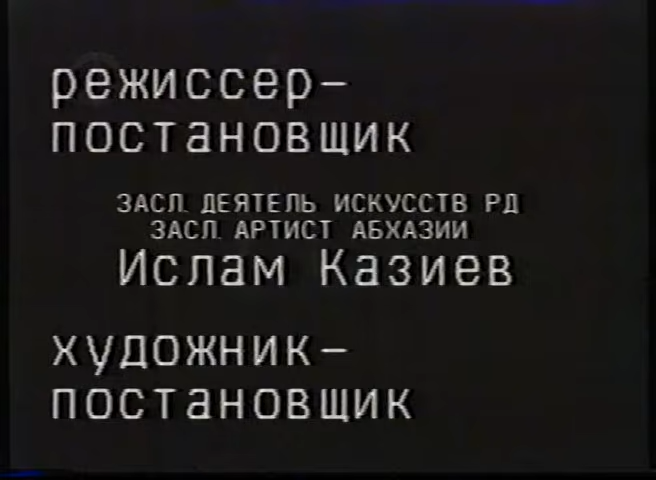 режиссер-
постановщик
ЗАСЛ. ДЕЯТЕЛЬ ИСКУССТВ РД
ЗАСЛ. АРТИСТ АБХАЗИИ
Ислам Казиев
художник-
постановщик